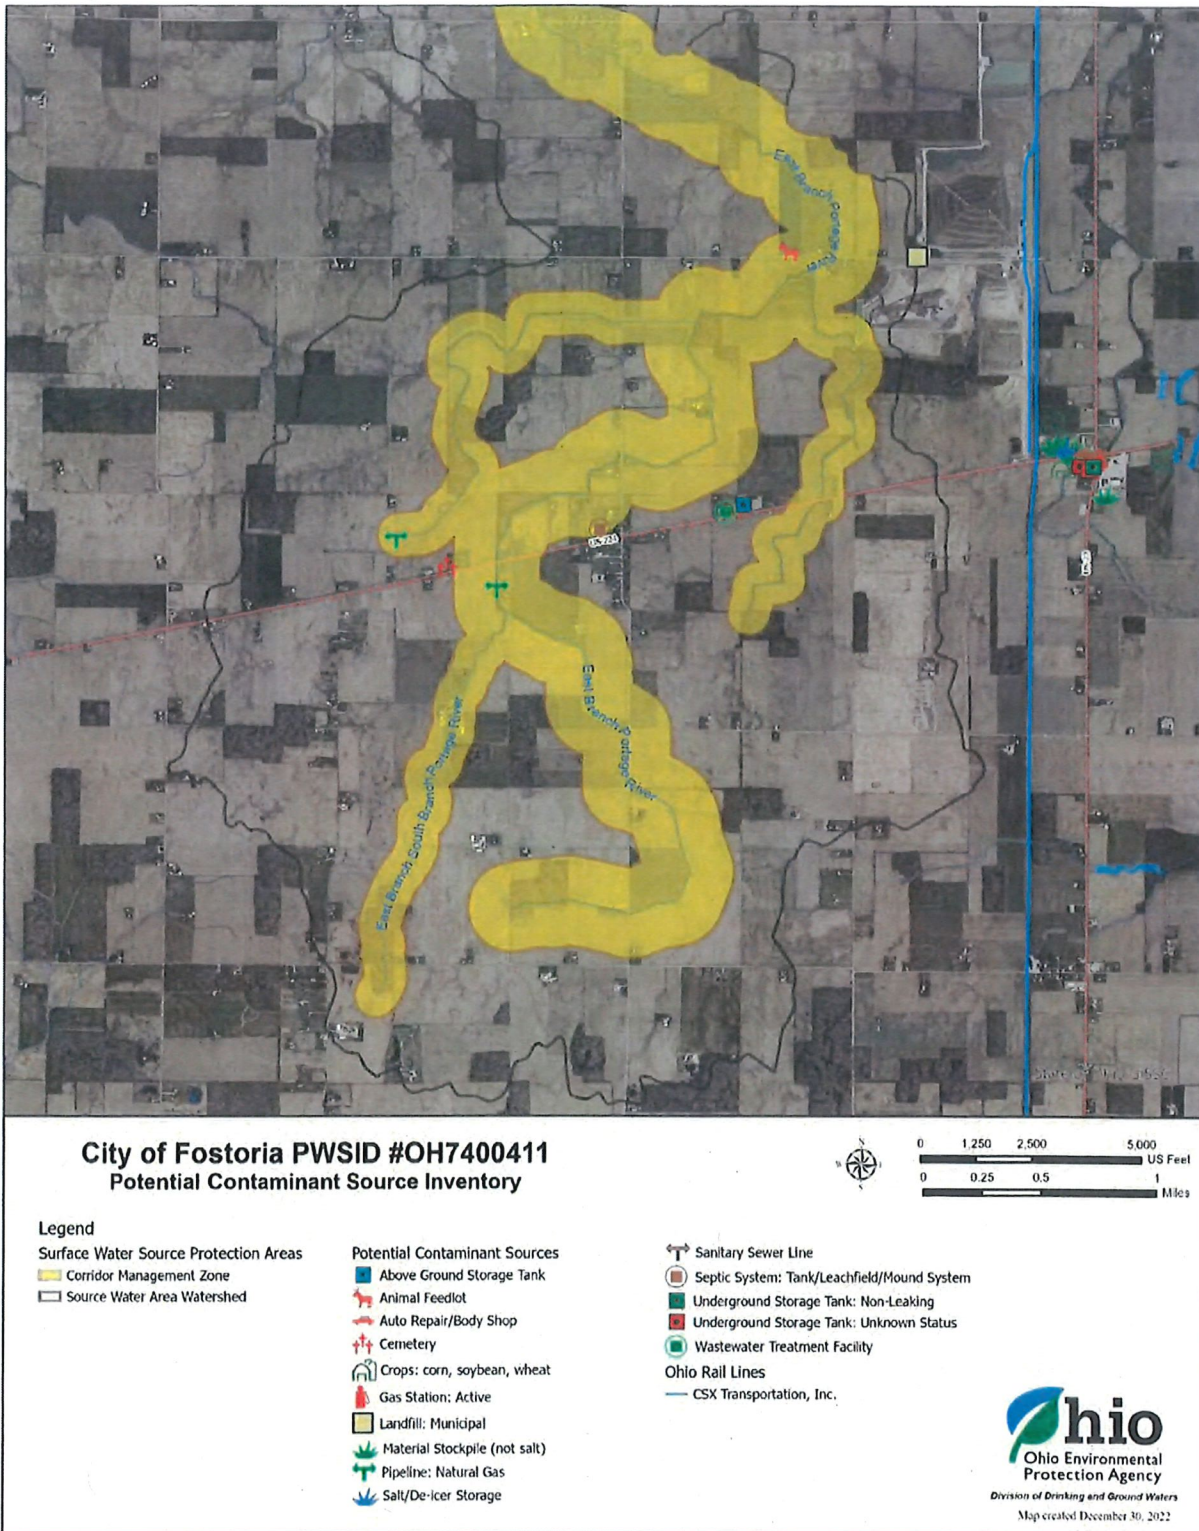 East Branch Portage River
US-224
East Branch Portage River
East Branch South Branch Portage River
City of Fostoria PWSID #OH7400411
Potential Contaminant Source Inventory
N
0 1,250 2,500 5,000
US Feet
0 0.25 0.5 1
Miles
Legend
Surface Water Source Protection Areas
Corridor Management Zone
Source Water Area Watershed
Potential Contaminant Sources
Above Ground Storage Tank
Animal Feedlot
Auto Repair/Body Shop
Cemetery
Crops: corn, soybean, wheat
Gas Station: Active
Landfill: Municipal
Material Stockpile (not salt)
Pipeline: Natural Gas
Salt/De-icer Storage
Sanitary Sewer Line
Septic System: Tank/Leachfield/Mound System
Underground Storage Tank: Non-Leaking
Underground Storage Tank: Unknown Status
Wastewater Treatment Facility
Ohio Rail Lines
CSX Transportation, Inc.
Ohio
Ohio Environmental
Protection Agency
Division of Drinking and Ground Waters
Map created December 30, 2022